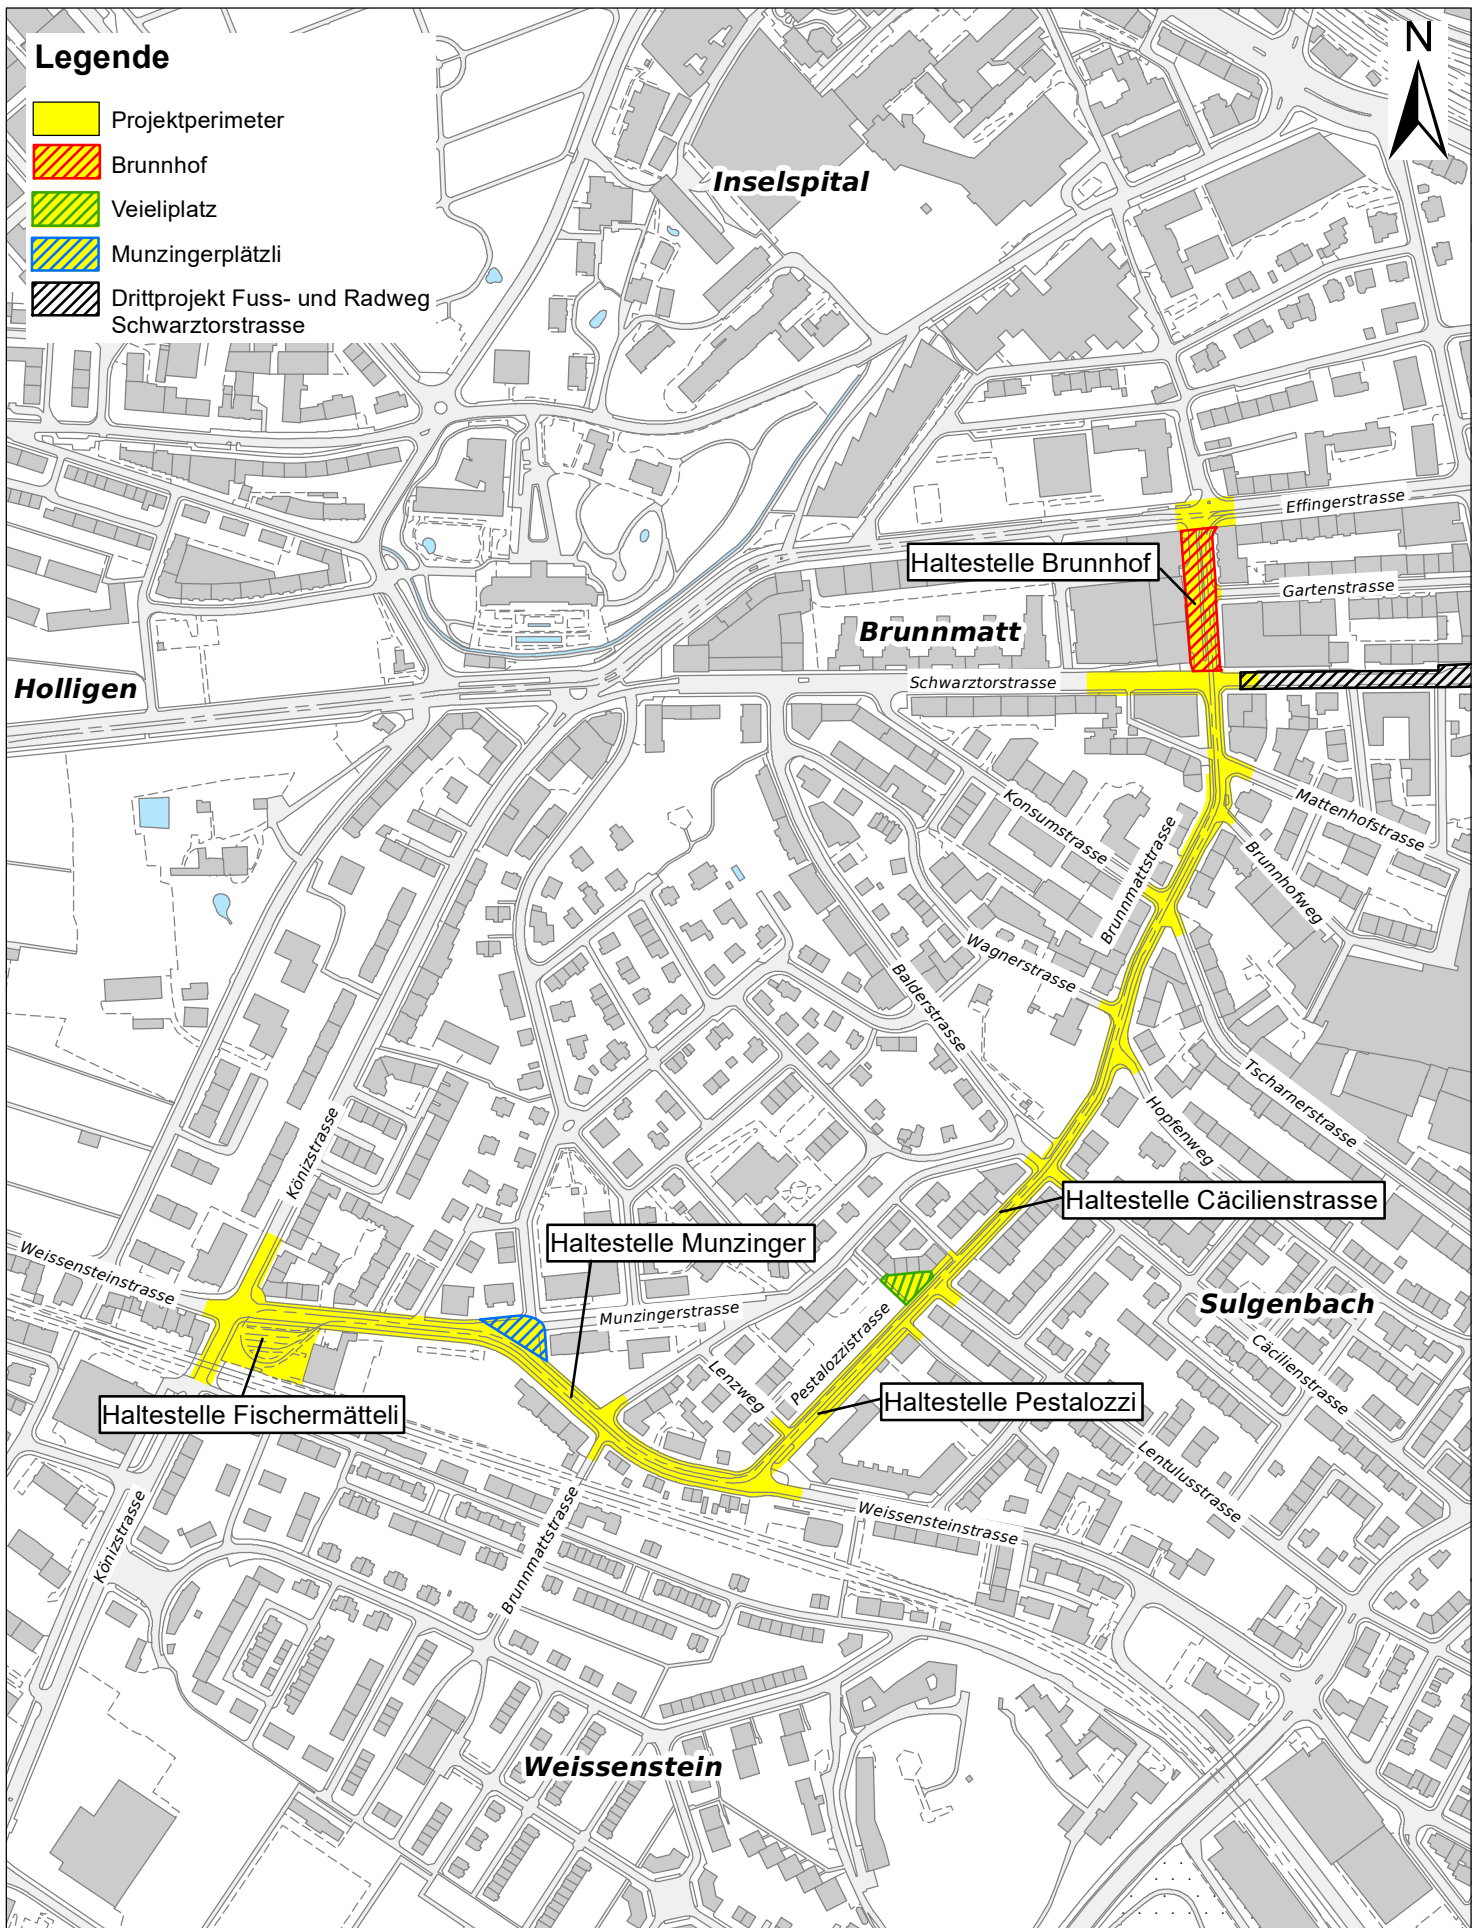 Legende
Projektperimeter
Brunnhof
Veieliplatz
Munzingerplätzli
Drittprojekt Fuss- und Radweg
Schwarztorstrasse
N
Inselspital
Effingerstrasse
Haltestelle Brunnhof
Gartenstrasse
Brunnmatt
Holligen
Schwarztorstrasse
Konsumstrasse
Mattenhofstrasse
Brunnmattstrasse
Brunnhofweg
Wagnerstrasse
Balderstrasse
Tscharnerstrasse
Hopfenweg
Könizstrasse
Haltestelle Cäcilienstrasse
Haltestelle Munzinger
Weissensteinstrasse
Munzingerstrasse
Sulgenbach
Pestalozzistrasse
Cäcilienstrasse
Lenzweg
Haltestelle Fischermätteli
Haltestelle Pestalozzi
Lentulusstrasse
Könizstrasse
Weissensteinstrasse
Brunnmattstrasse
Weissenstein